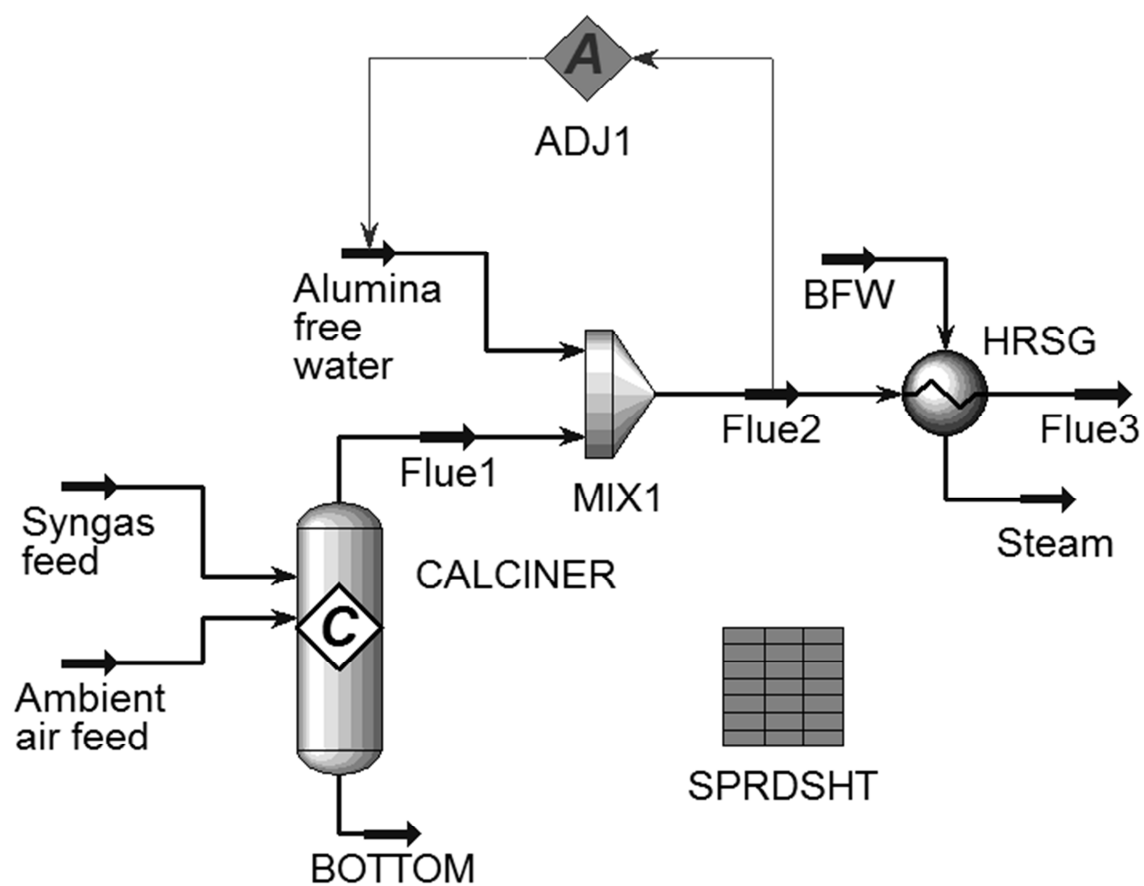 A
ADJ1
Alumina
free
water
BFW
HRSG
Flue1
MIX1
Flue2
Flue3
Steam
Syngas
feed
CALCINER
C
Ambient
air feed
SPRDSHT
BOTTOM